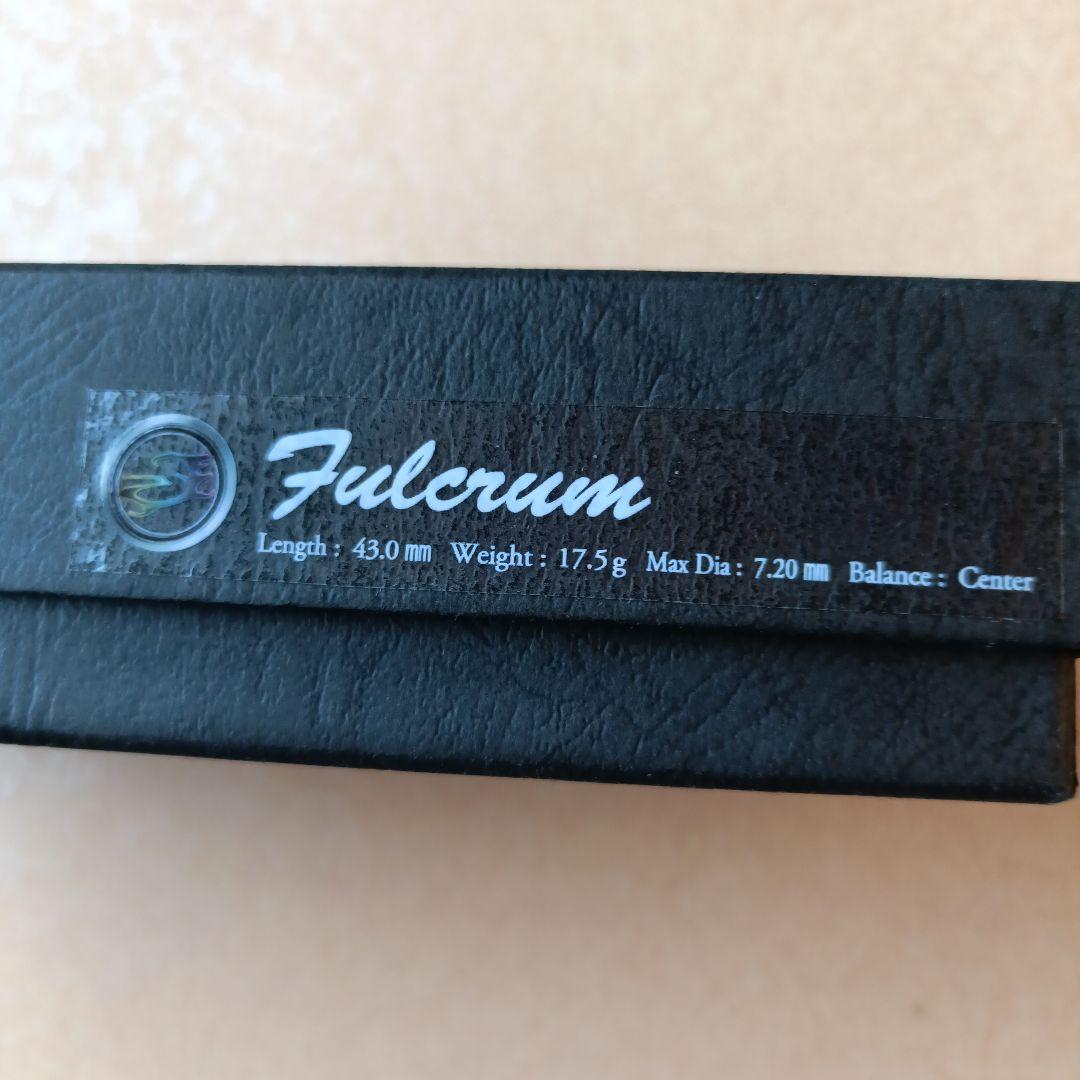 Fulcrum
Length : 43.0 ㎜ Weight : 17.5 g Max Dia : 7.20 ㎜ Balance : Center